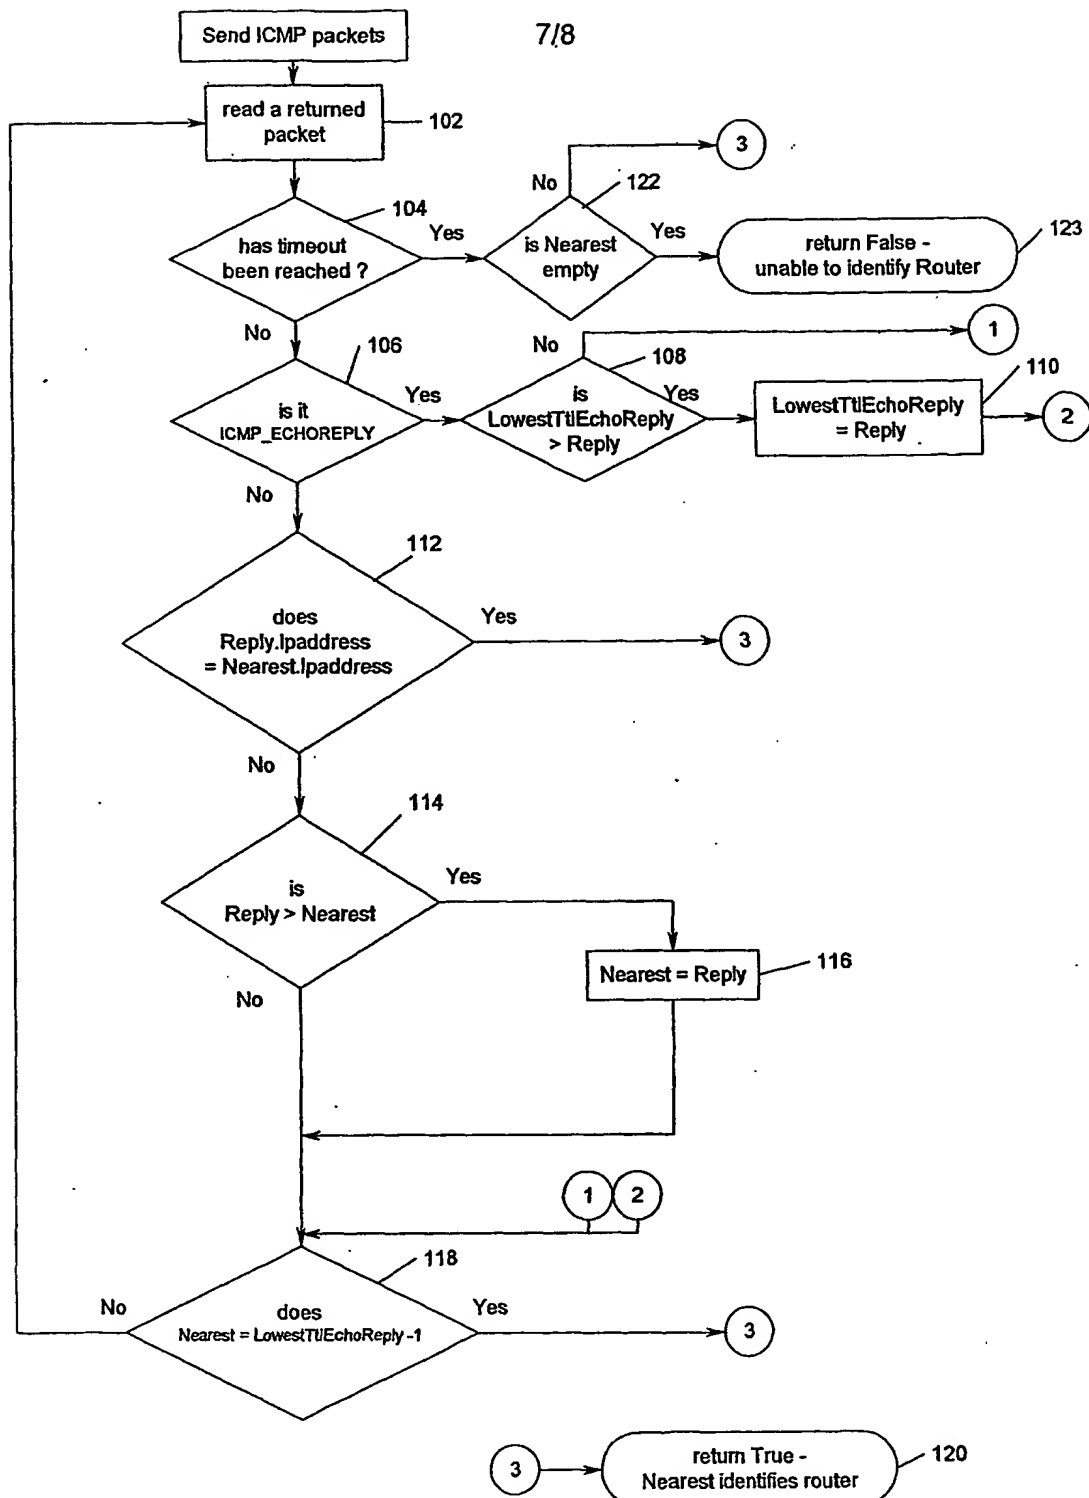 Send ICMP packets
7/8
read a returned
packet
102
3
No
122
104
has timeout
been reached ?
Yes
is Nearest
empty
Yes
return False -
unable to identify Router
123
No
1
106
No
108
110
is it
ICMP_ECHOREPLY
Yes
is
LowestTtlEchoReply
> Reply
Yes
LowestTtlEchoReply
= Reply
2
No
112
does
Reply.Ipaddress
= Nearest.Ipaddress
Yes
3
No
114
is
Reply > Nearest
Yes
Nearest = Reply
116
No
1
2
118
No
does
Nearest = LowestTtlEchoReply -1
Yes
3
3
return True -
Nearest identifies router
120